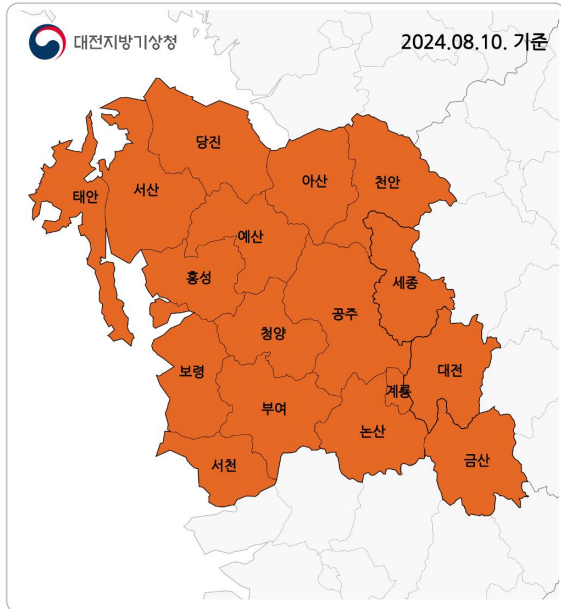 대전지방기상청
2024.08.10. 기준
당진
아산
천안
태안
서산
예산
홍성
세종
공주
청양
보령
대전
계룡
부여
논산
서천
금산